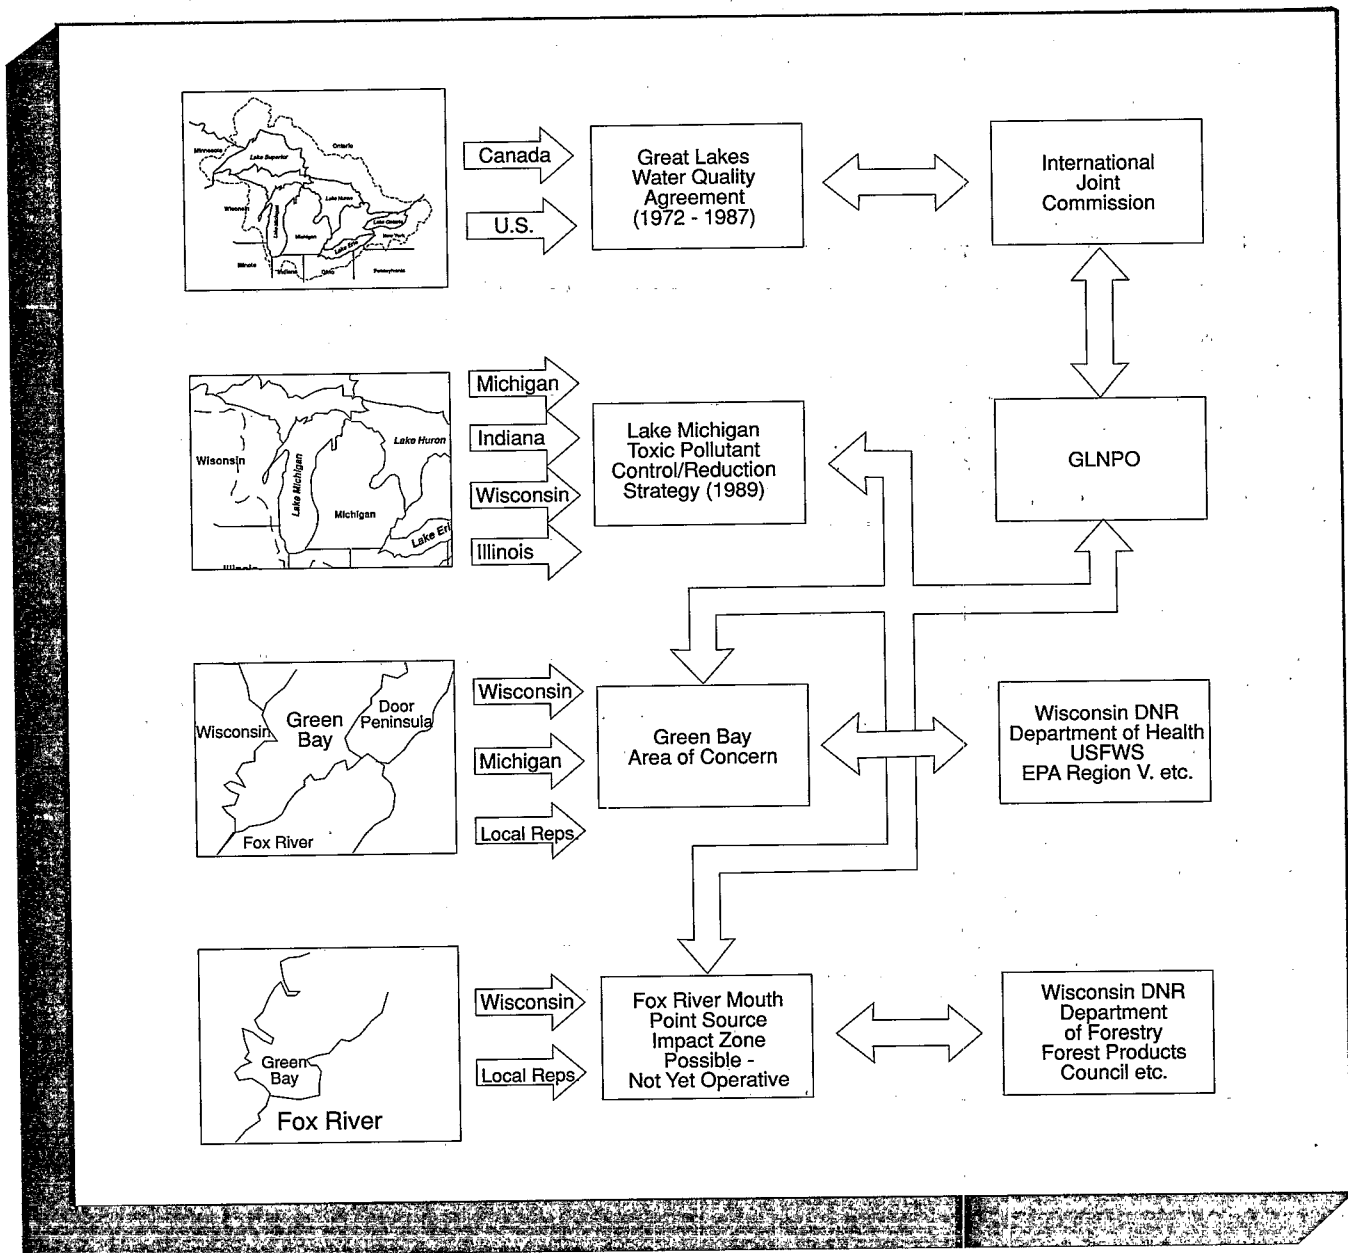 Minnesota
Ontario
Lake Superior
Wisconsin
Lake Michigan
Lake Huron
Michigan
Lake Ontario
New York
Lake Erie
Illinois
Indiana
Ohio
Pennsylvania
Canada
U.S.
Great Lakes
Water Quality
Agreement
(1972 - 1987)
International
Joint
Commission
Wisonsin
Lake Michigan
Michigan
Lake Huron
Lake Eri
Illinois
Michigan
Indiana
Wisconsin
Illinois
Lake Michigan
Toxic Pollutant
Control/Reduction
Strategy (1989)
GLNPO
Wisconsin
Green
Bay
Door
Peninsula
Fox River
Wisconsin
Michigan
Local Reps.
Green Bay
Area of Concern
Wisconsin DNR
Department of Health
USFWS
EPA Region V. etc.
Green
Bay
Fox River
Wisconsin
Local Reps.
Fox River Mouth
Point Source
Impact Zone
Possible -
Not Yet Operative
Wisconsin DNR
Department
of Forestry
Forest Products
Council etc.